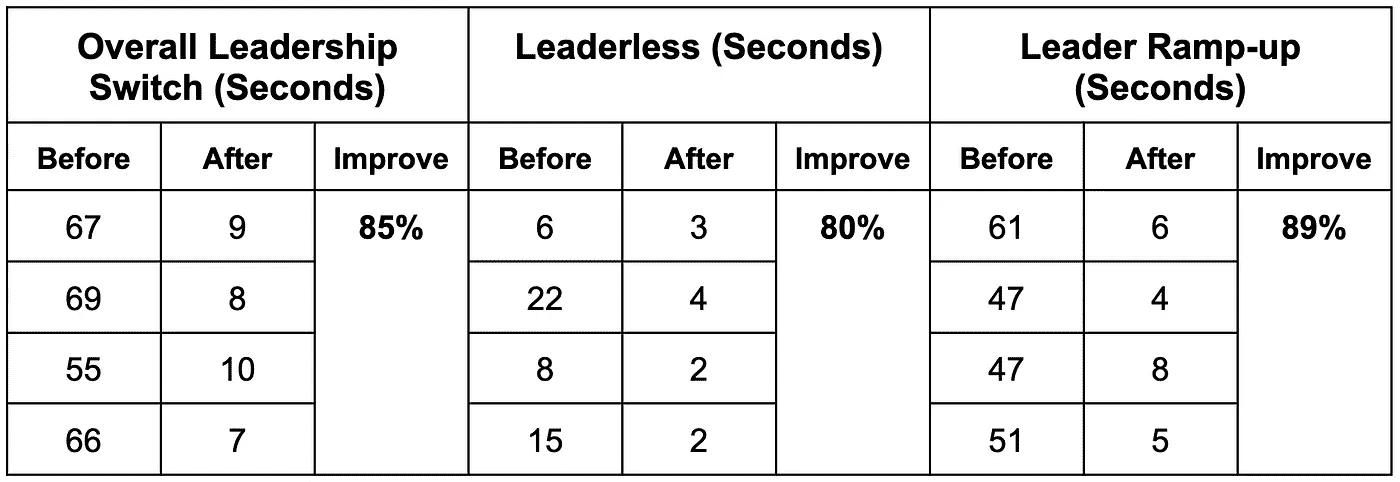 Overall Leadership
Switch (Seconds)
Leaderless (Seconds)
Leader Ramp-up
(Seconds)
Before After Improve Before After Improve Before After Improve
67 9 85% 6 3 80% 61 6 89%
69 8 22 4 47 4
55 10 8 2 47 8
66 7 15 2 51 5